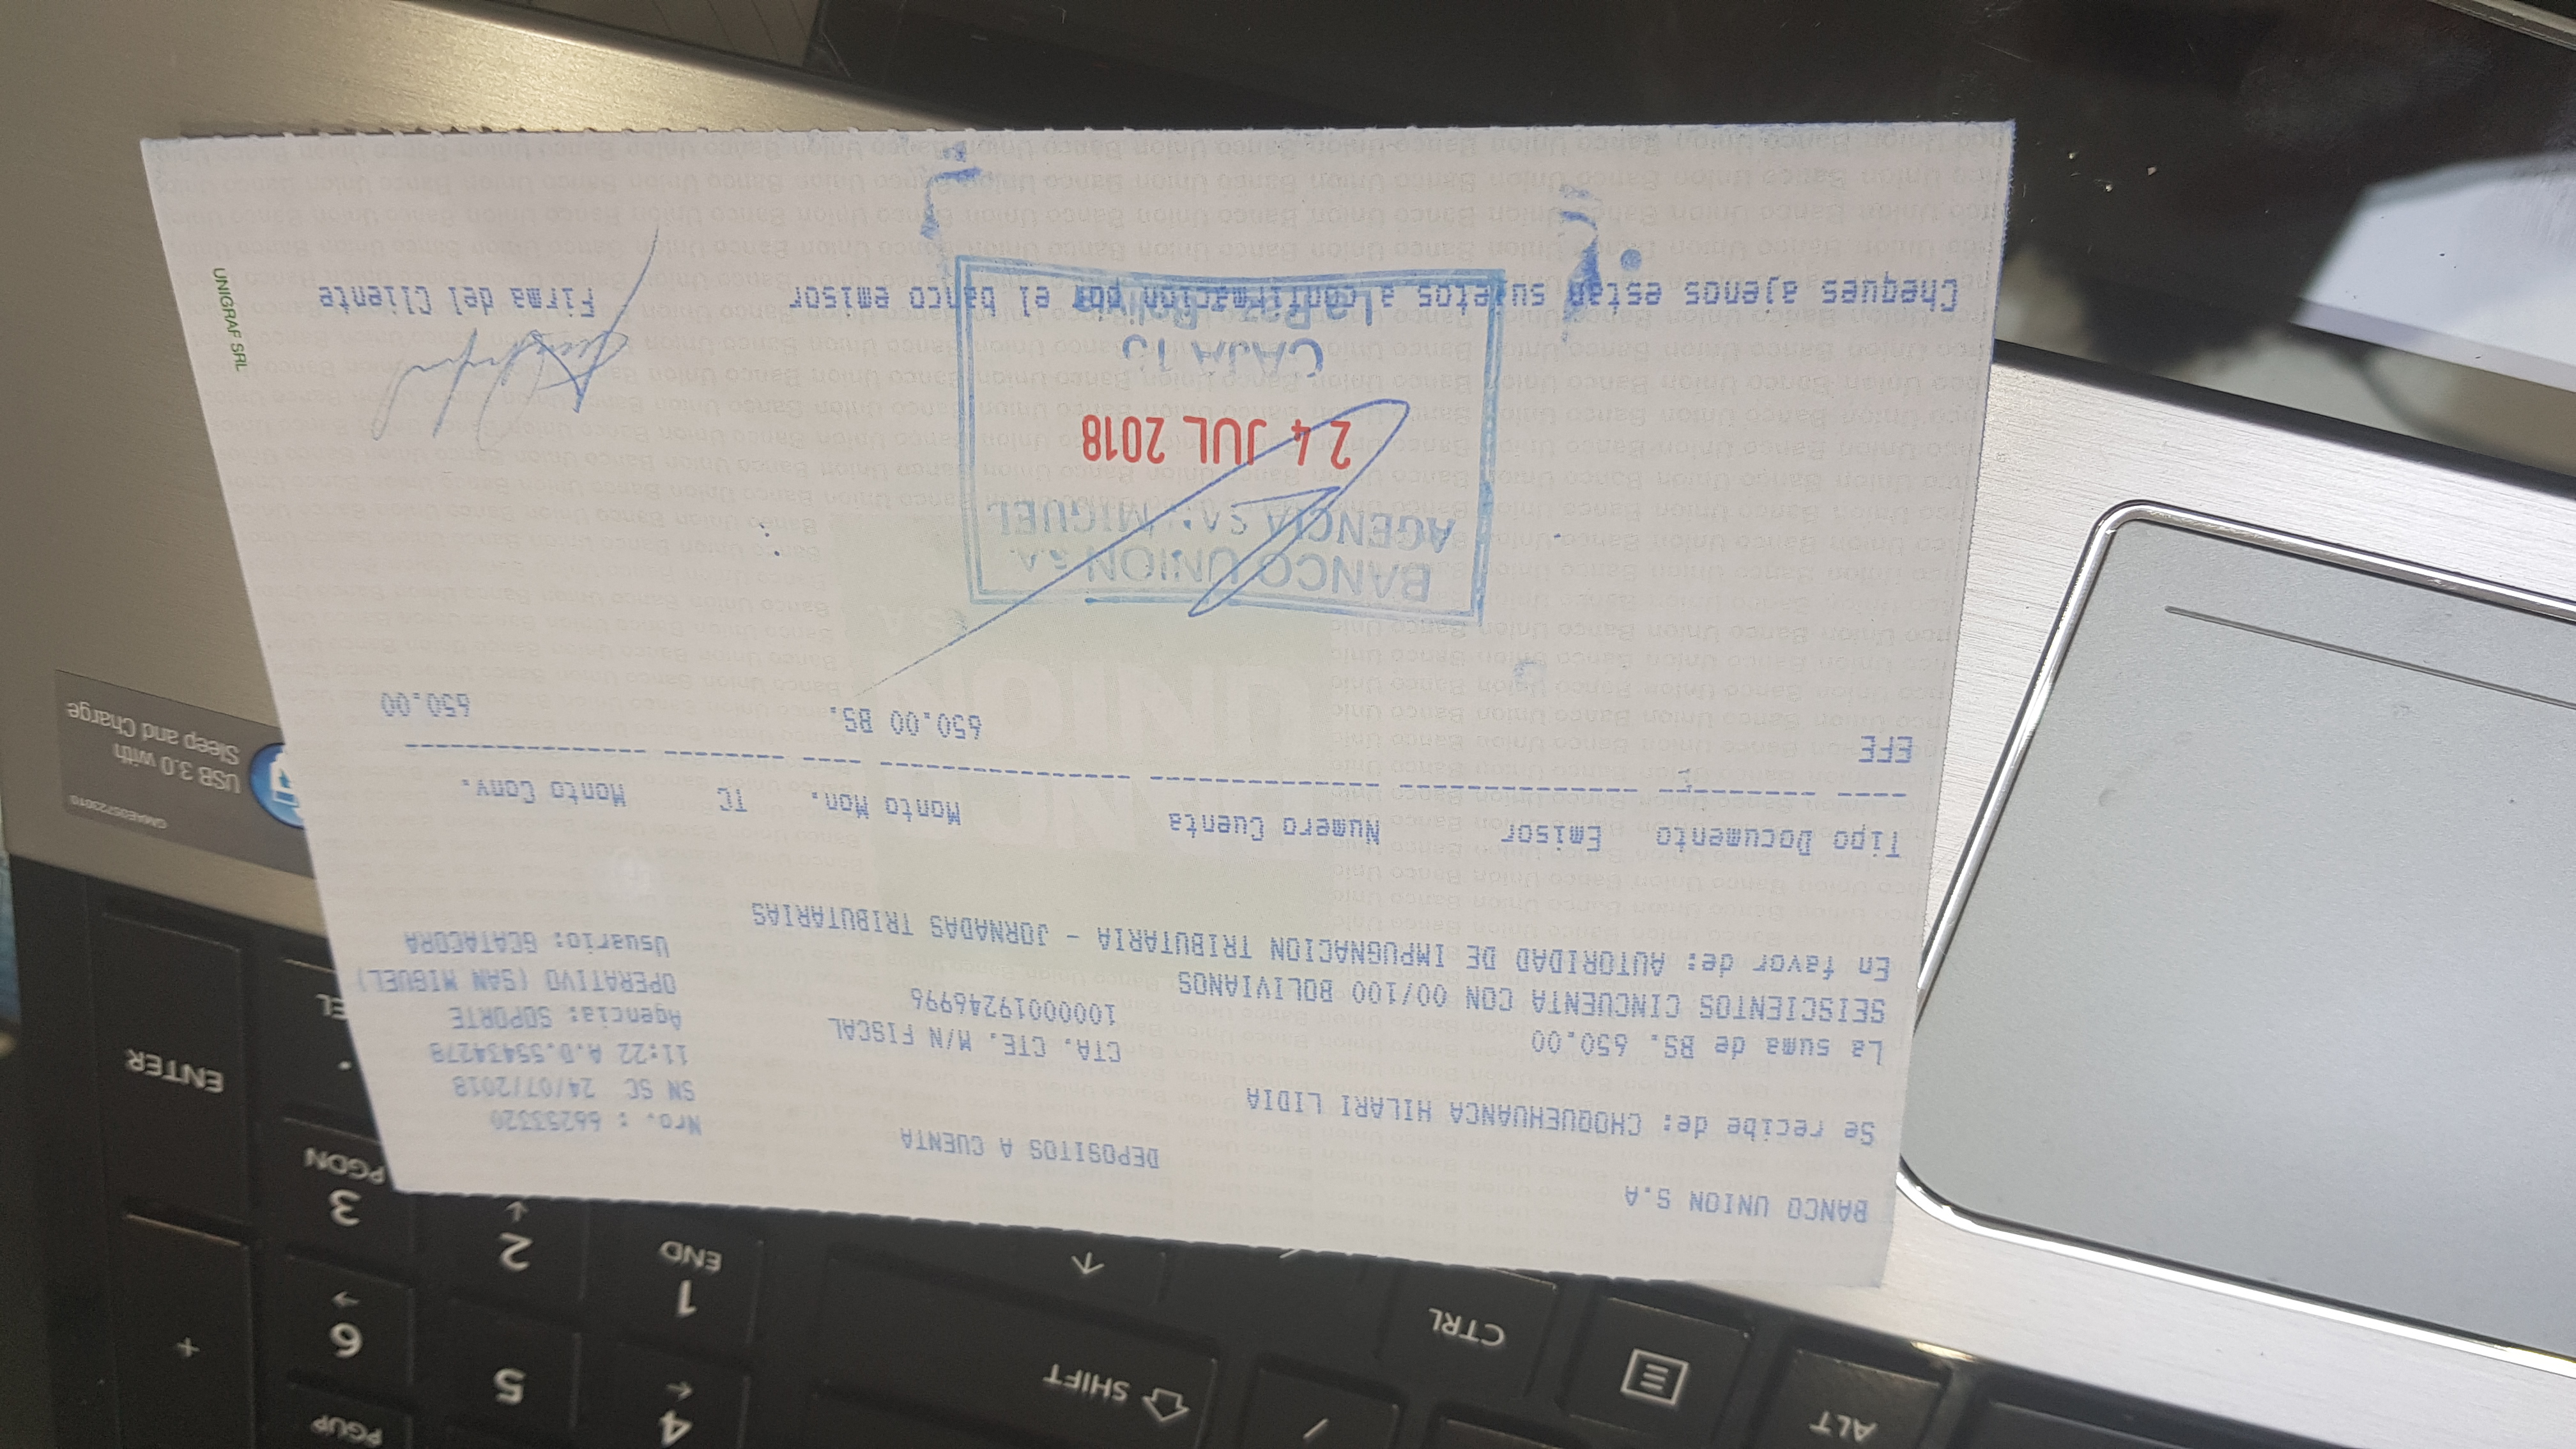 ALT
CTRL
/
SHIFT
4
5
6
PGUP
+
1
END
2
3
PGDN
ENTER
BANCO UNION S.A
DEPOSITOS A CUENTA
Se recibe de: CHOQUEHUANCA HILARI LIDIA
Nro. : 66253320
SN SC 24/07/2018
11:22 A.D.55434278
La suma de BS. 650.00
CTA. CTE. M/N FISCAL
Agencia: SOPORTE
SEISCIENTOS CINCUENTA CON 00/100 BOLIVIANOS
10000019246996
OPERATIVO (SAN MIGUEL)
En favor de: AUTORIDAD DE IMPUGNACION TRIBUTARIA - JORNADAS TRIBUTARIAS
Usuario: GCATACORA
Tipo Documento Emisor Numero Cuenta Monto Mon. TC Monto Conv.
EFE 650.00 BS. 650.00
BANCO UNION S.A.
AGENCIA SAN MIGUEL
24 JUL 2018
CAJA 15
La Paz - Bolivia
Cheques ajenos estan sujetos a confirmacion por el banco emisor
Firma del Cliente
UNIGRAF SRL
USB 3.0 with
Sleep and Charge